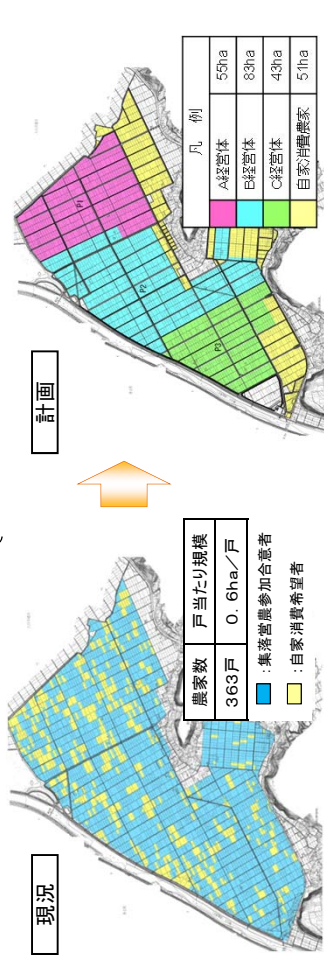 現況
農家数 戸当たり規模
363戸 0. 6ha／戸
:集落営農参加合意者
:自家消費希望者
計画
P1
P2
P3
凡 例
A経営体 55ha
B経営体 83ha
C経営体 43ha
自家消費農家 51ha